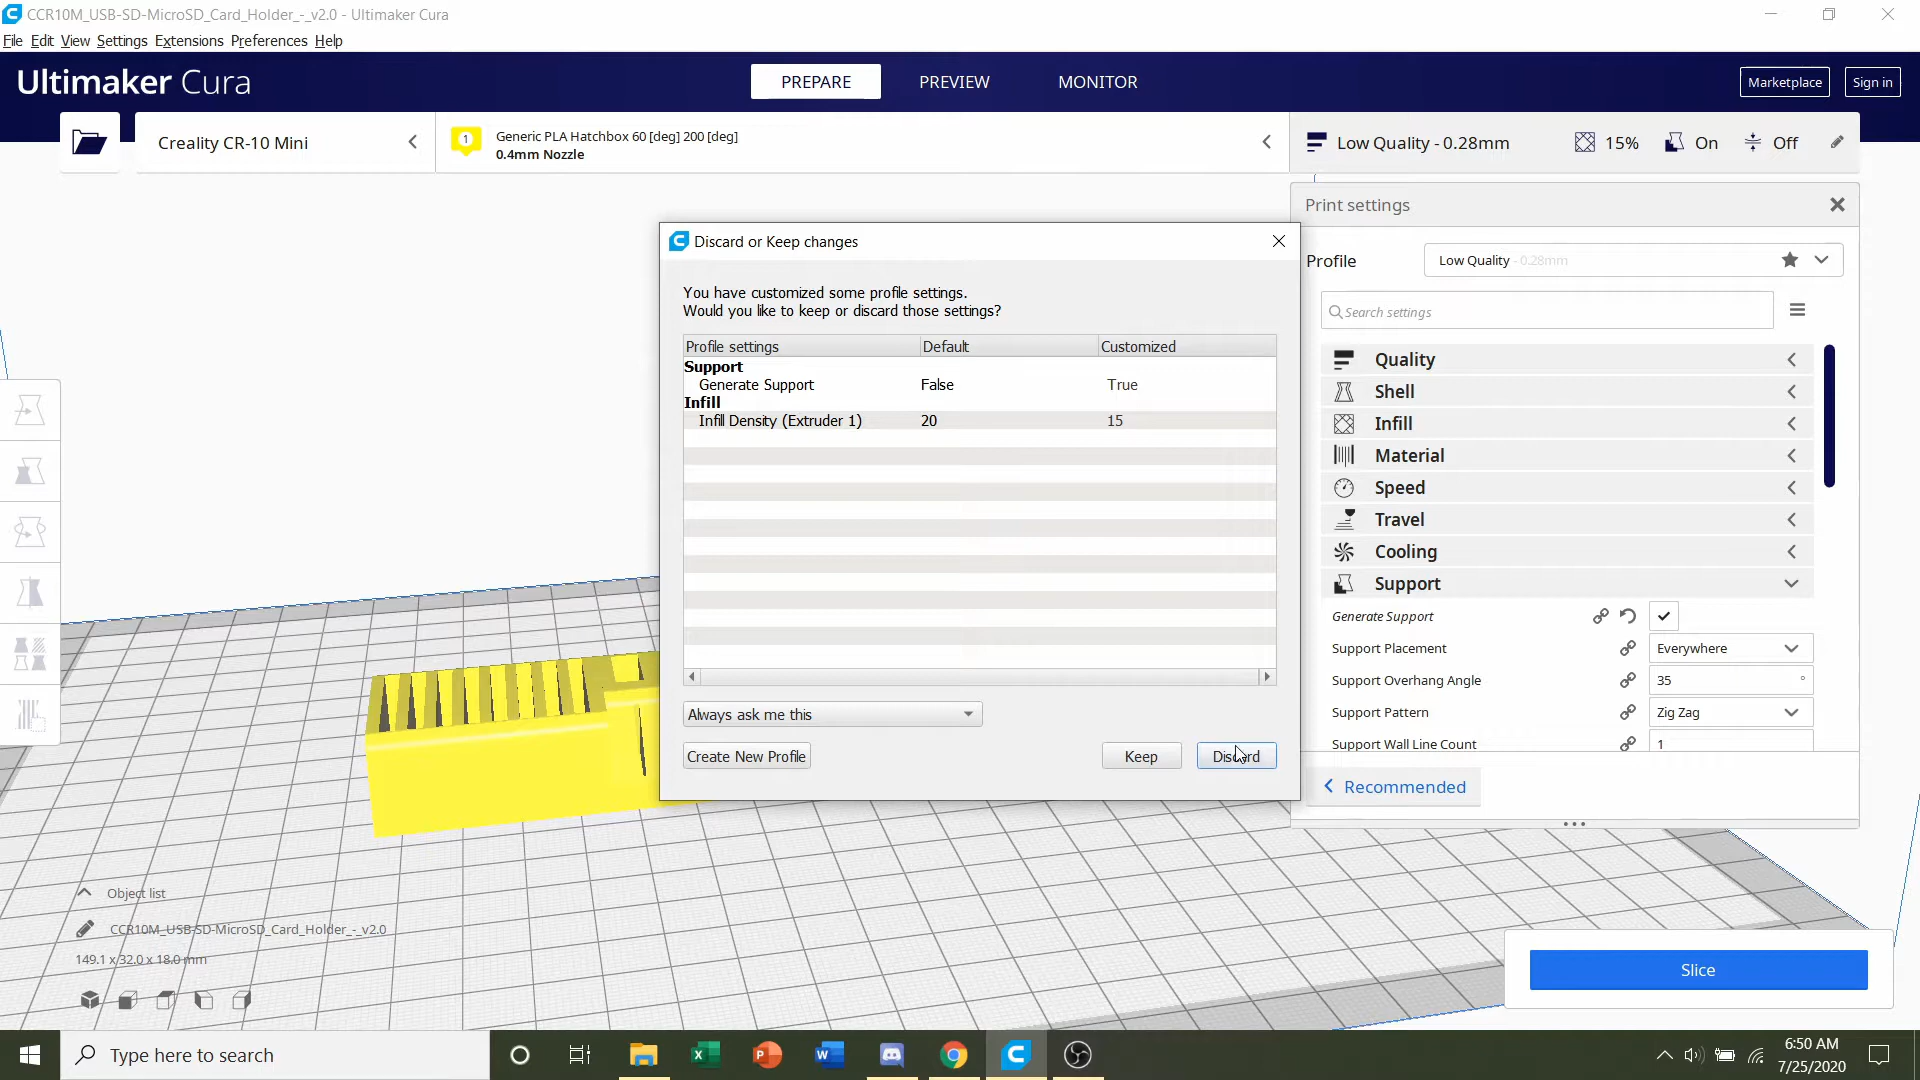 CCR10M_USB-SD-MicroSD_Card_Holder_-_v2.0 - Ultimaker Cura
File Edit View Settings Extensions Preferences Help
Ultimaker Cura
PREPARE
PREVIEW
MONITOR
Marketplace
Sign in
Creality CR-10 Mini
1
Generic PLA Hatchbox 60 [deg] 200 [deg]
0.4mm Nozzle
Low Quality - 0.28mm
15%
On
Off
Print settings
Discard or Keep changes
Profile
Low Quality - 0.28mm
You have customized some profile settings.
Would you like to keep or discard those settings?
Search settings
Profile settings Default Customized
Support
Generate Support False True
Infill
Infill Density (Extruder 1) 20 15
Quality
Shell
Infill
Material
Speed
Travel
Cooling
Support
Generate Support
Support Placement Everywhere
Support Overhang Angle 35 °
Support Pattern Zig Zag
Support Wall Line Count 1
Always ask me this
Create New Profile
Keep
Discard
Recommended
Object list
CCR10M_USB-SD-MicroSD_Card_Holder_-_v2.0
149.1 x 32.0 x 18.0 mm
Slice
Type here to search
6:50 AM
7/25/2020